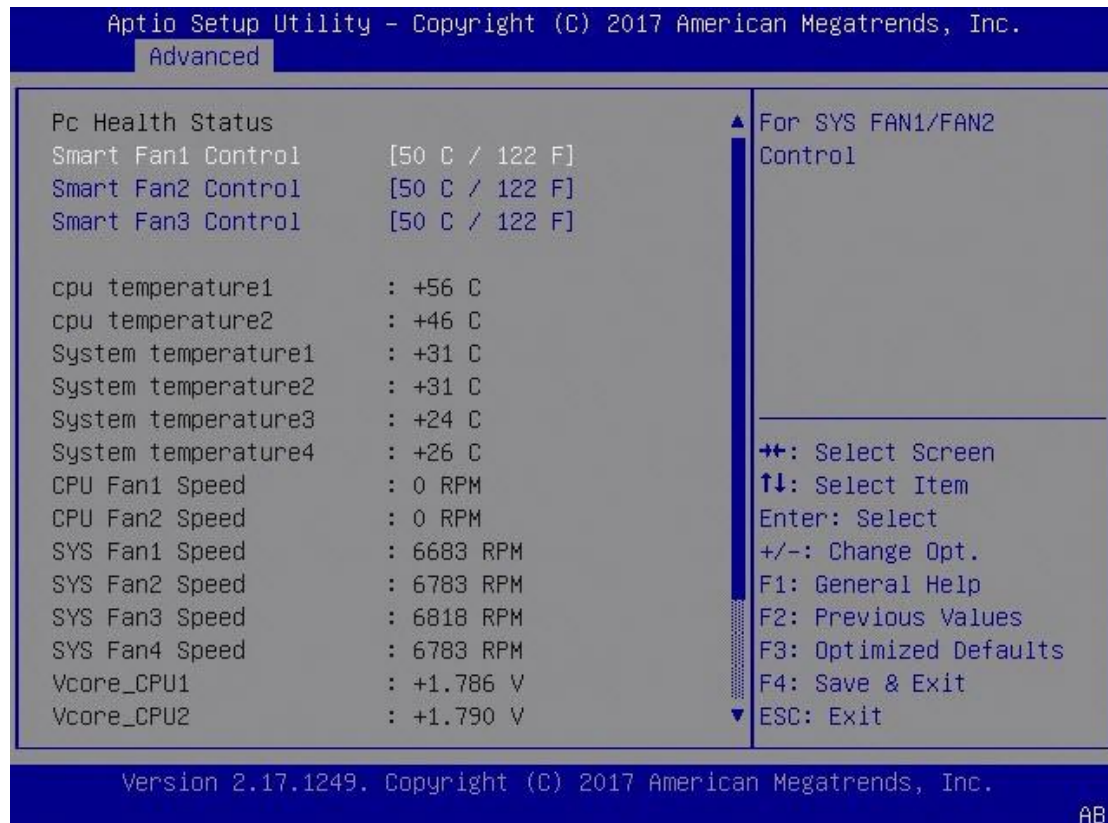 Aptio Setup Utility – Copyright (C) 2017 American Megatrends, Inc.
Advanced
Pc Health Status
Smart Fan1 Control [50 C / 122 F]
Smart Fan2 Control [50 C / 122 F]
Smart Fan3 Control [50 C / 122 F]
cpu temperature1 : +56 C
cpu temperature2 : +46 C
System temperature1 : +31 C
System temperature2 : +31 C
System temperature3 : +24 C
System temperature4 : +26 C
CPU Fan1 Speed : 0 RPM
CPU Fan2 Speed : 0 RPM
SYS Fan1 Speed : 6683 RPM
SYS Fan2 Speed : 6783 RPM
SYS Fan3 Speed : 6818 RPM
SYS Fan4 Speed : 6783 RPM
Vcore_CPU1 : +1.786 V
Vcore_CPU2 : +1.790 V
For SYS FAN1/FAN2
Control
→←: Select Screen
↑↓: Select Item
Enter: Select
+/-: Change Opt.
F1: General Help
F2: Previous Values
F3: Optimized Defaults
F4: Save & Exit
ESC: Exit
Version 2.17.1249. Copyright (C) 2017 American Megatrends, Inc.
AB